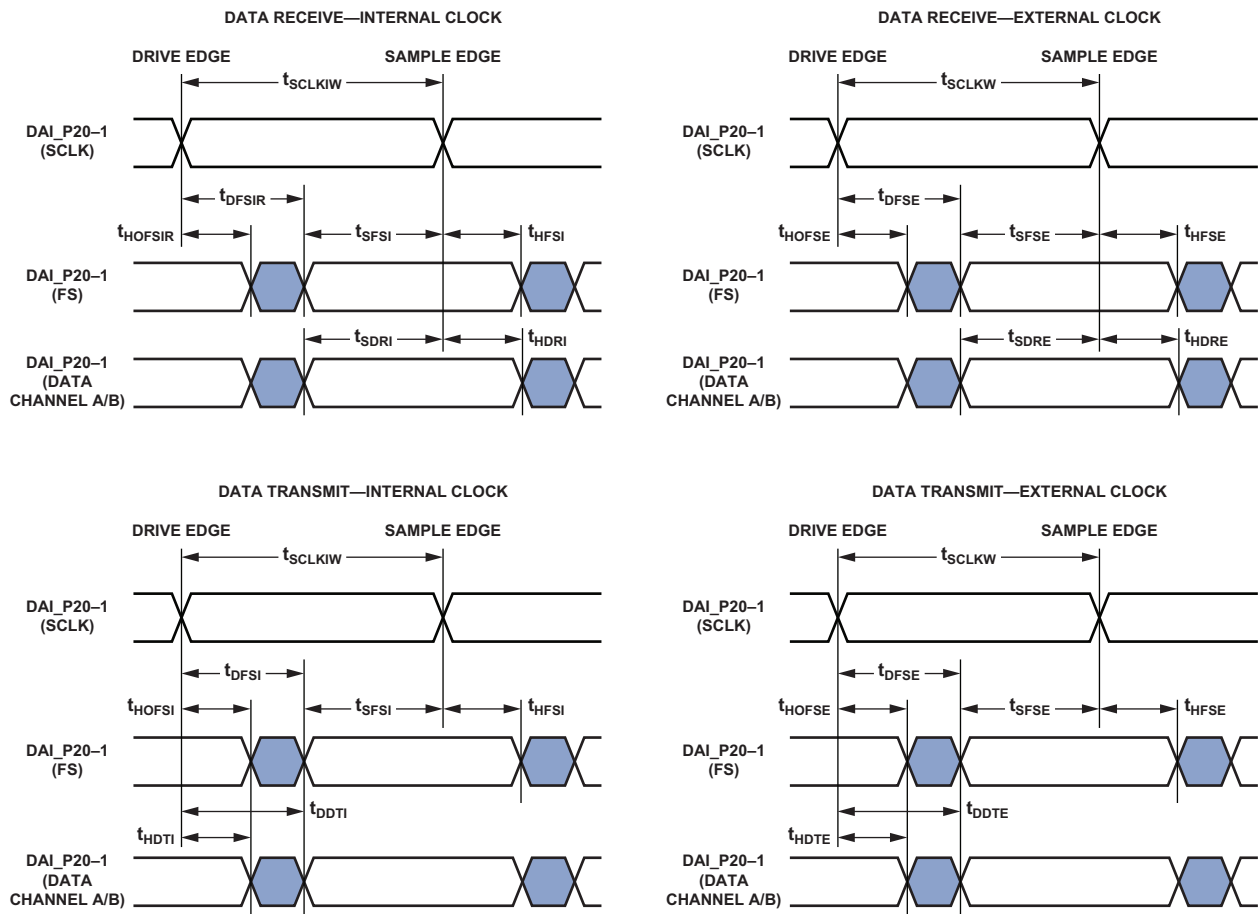 DATA RECEIVE—INTERNAL CLOCK
DRIVE EDGE SAMPLE EDGE
tSCLKIW
DAI_P20–1
(SCLK)
tDFSIR
tHOFSIR tSFSI tHFSI
DAI_P20–1
(FS)
tSDRI tHDRI
DAI_P20–1
(DATA
CHANNEL A/B)
DATA RECEIVE—EXTERNAL CLOCK
DRIVE EDGE SAMPLE EDGE
tSCLKW
DAI_P20–1
(SCLK)
tDFSE
tHOFSE tSFSE tHFSE
DAI_P20–1
(FS)
tSDRE tHDRE
DAI_P20–1
(DATA
CHANNEL A/B)
DATA TRANSMIT—INTERNAL CLOCK
DRIVE EDGE SAMPLE EDGE
tSCLKIW
DAI_P20–1
(SCLK)
tDFSI
tHOFSI tSFSI tHFSI
DAI_P20–1
(FS)
tDDTI
tHDTI
DAI_P20–1
(DATA
CHANNEL A/B)
DATA TRANSMIT—EXTERNAL CLOCK
DRIVE EDGE SAMPLE EDGE
tSCLKW
DAI_P20–1
(SCLK)
tDFSE
tHOFSE tSFSE tHFSE
DAI_P20–1
(FS)
tDDTE
tHDTE
DAI_P20–1
(DATA
CHANNEL A/B)